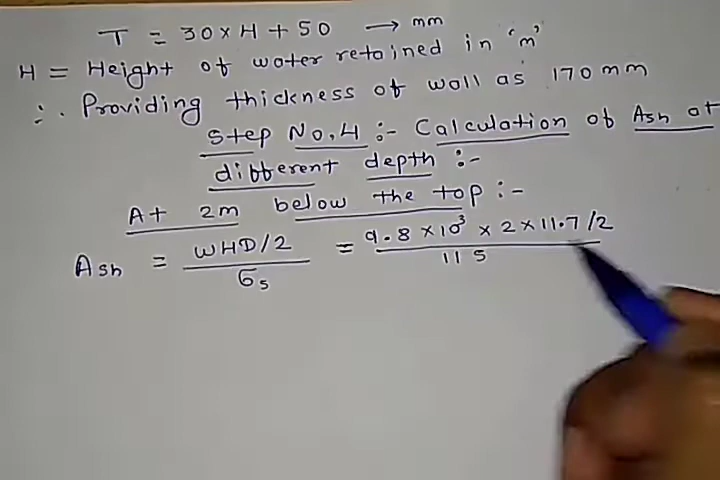 T = 30×H + 50 → mm
H = Height of water retained in 'm'
∴ Providing thickness of wall as 170 mm
Step No.4 :- Calculation of Ash at
different depth :-
At 2m below the top :-
Ash = WHD/2 / σs = 9.8×10³ × 2×11.7/2 / 115